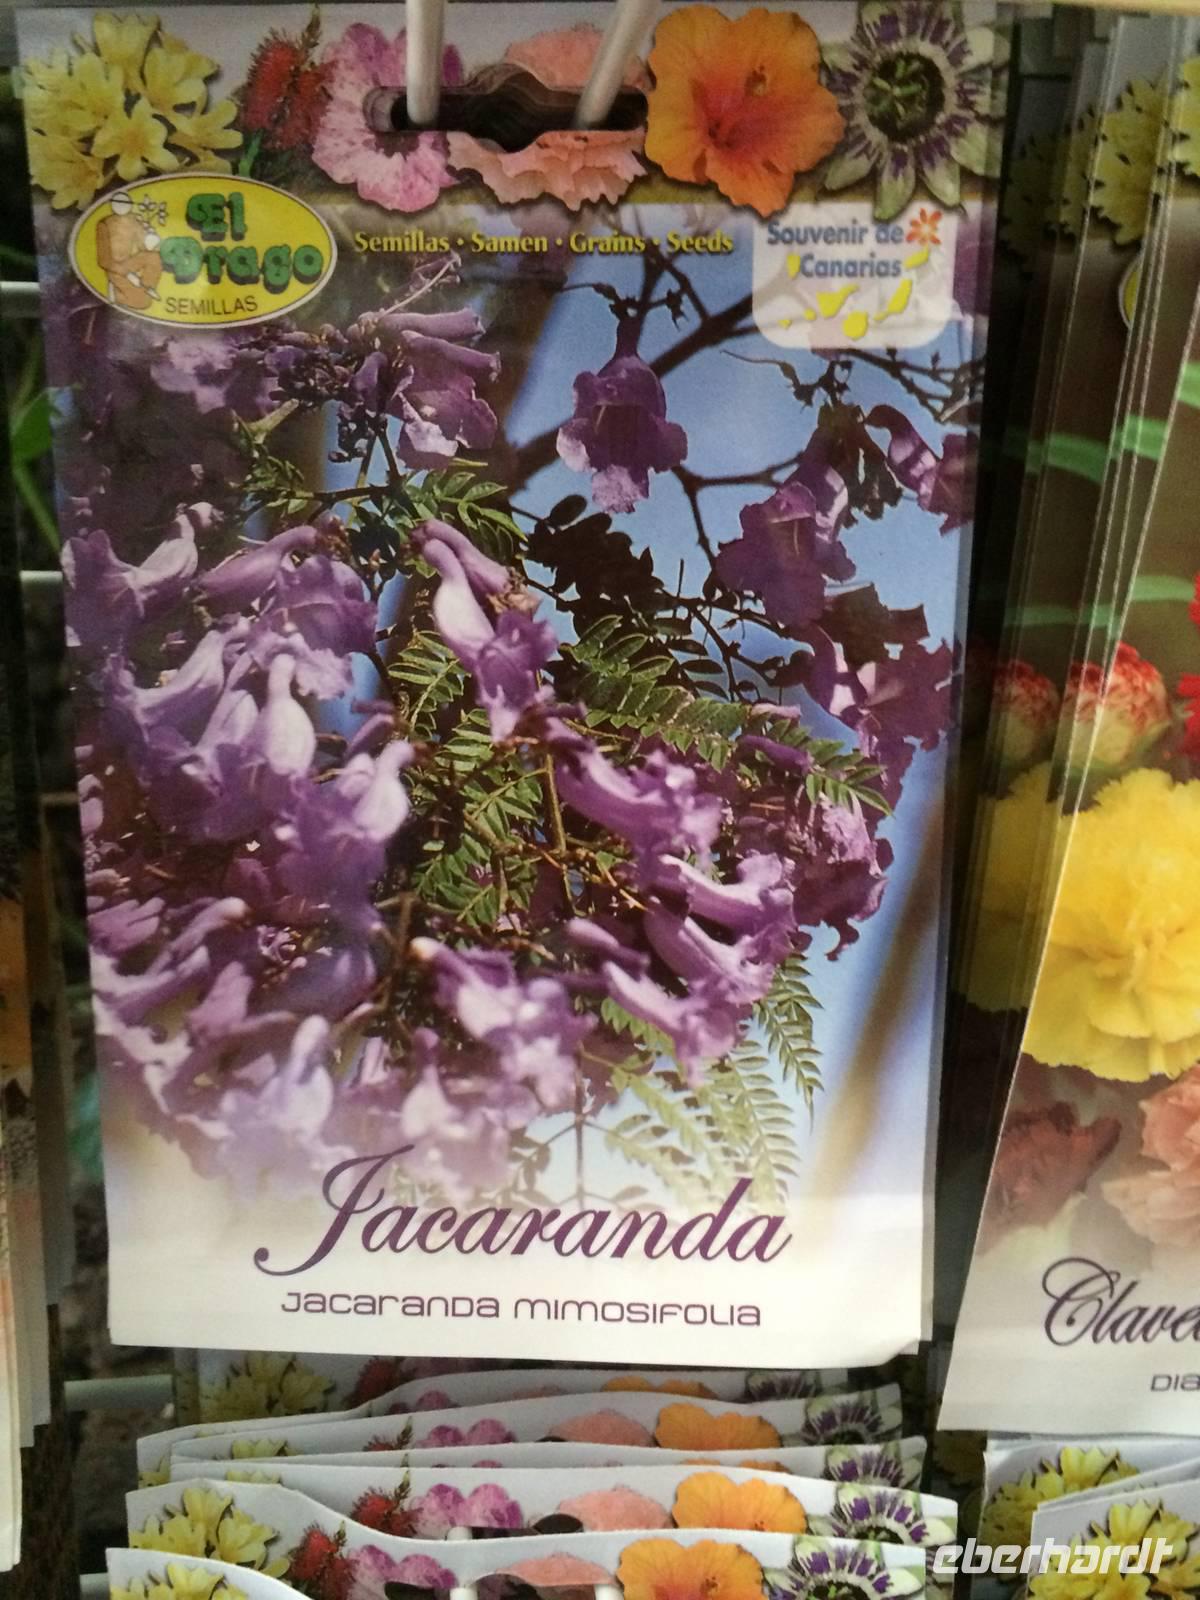 El
Drago
SEMILLAS
Semillas • Samen • Grains • Seeds
Souvenir de
Canarias
Jacaranda
Jacaranda mimosifolia
eberhardt